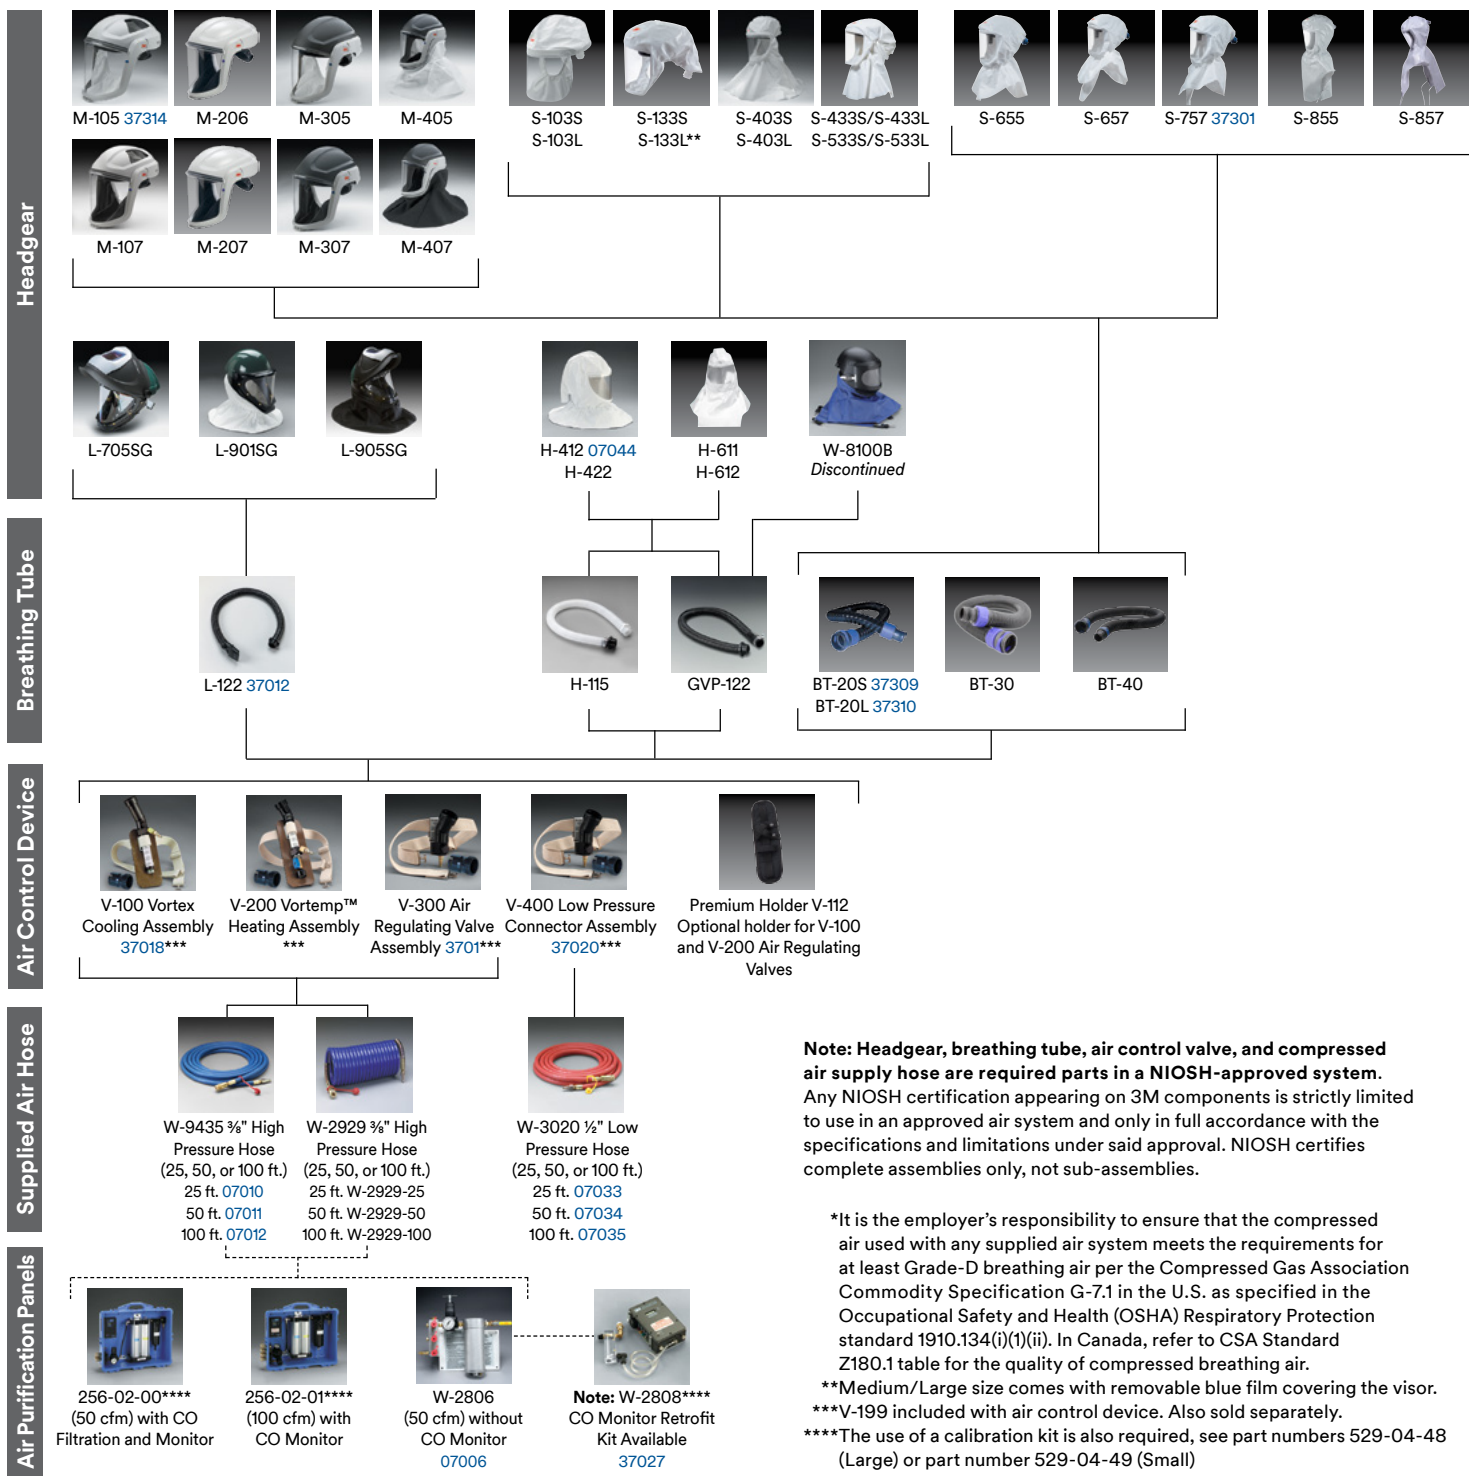 Headgear
M-105 37314
M-206
M-305
M-405
S-103S
S-103L
S-133S
S-133L**
S-403S
S-403L
S-433S/S-433L
S-533S/S-533L
S-655
S-657
S-757 37301
S-855
S-857
M-107
M-207
M-307
M-407
L-705SG
L-901SG
L-905SG
H-412 07044
H-422
H-611
H-612
W-8100B
Discontinued
Breathing Tube
L-122 37012
H-115
GVP-122
BT-20S 37309
BT-20L 37310
BT-30
BT-40
Air Control Device
V-100 Vortex
Cooling Assembly
37018***
V-200 Vortemp™
Heating Assembly
***
V-300 Air
Regulating Valve
Assembly 3701***
V-400 Low Pressure
Connector Assembly
37020***
Premium Holder V-112
Optional holder for V-100
and V-200 Air Regulating
Valves
Supplied Air Hose
W-9435 ⅜" High
Pressure Hose
(25, 50, or 100 ft.)
25 ft. 07010
50 ft. 07011
100 ft. 07012
W-2929 ⅜" High
Pressure Hose
(25, 50, or 100 ft.)
25 ft. W-2929-25
50 ft. W-2929-50
100 ft. W-2929-100
W-3020 ½" Low
Pressure Hose
(25, 50, or 100 ft.)
25 ft. 07033
50 ft. 07034
100 ft. 07035
Air Purification Panels
256-02-00****
(50 cfm) with CO
Filtration and Monitor
256-02-01****
(100 cfm) with
CO Monitor
W-2806
(50 cfm) without
CO Monitor
07006
Note: W-2808****
CO Monitor Retrofit
Kit Available
37027
Note: Headgear, breathing tube, air control valve, and compressed
air supply hose are required parts in a NIOSH-approved system.
Any NIOSH certification appearing on 3M components is strictly limited
to use in an approved air system and only in full accordance with the
specifications and limitations under said approval. NIOSH certifies
complete assemblies only, not sub-assemblies.
*It is the employer's responsibility to ensure that the compressed
air used with any supplied air system meets the requirements for
at least Grade-D breathing air per the Compressed Gas Association
Commodity Specification G-7.1 in the U.S. as specified in the
Occupational Safety and Health (OSHA) Respiratory Protection
standard 1910.134(i)(1)(ii). In Canada, refer to CSA Standard
Z180.1 table for the quality of compressed breathing air.
**Medium/Large size comes with removable blue film covering the visor.
***V-199 included with air control device. Also sold separately.
****The use of a calibration kit is also required, see part numbers 529-04-48
(Large) or part number 529-04-49 (Small)